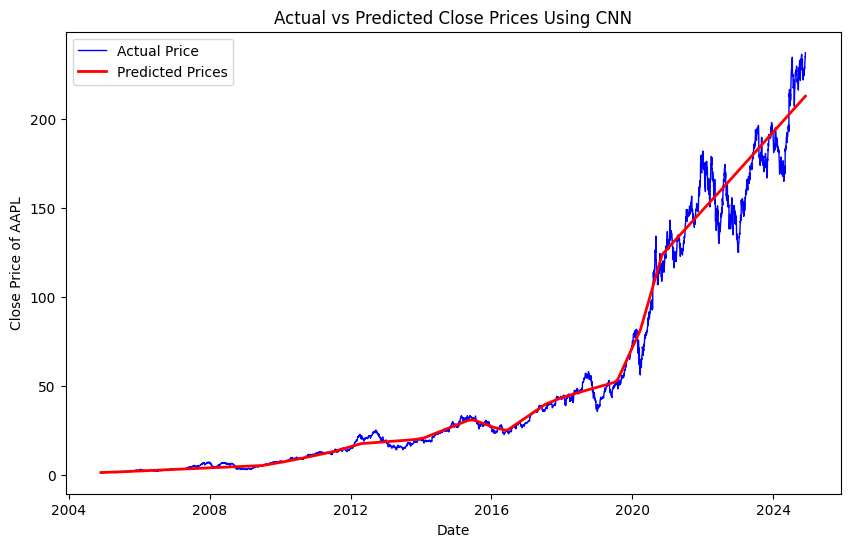 Actual vs Predicted Close Prices Using CNN
Actual Price
Predicted Prices
Close Price of AAPL
200
150
100
50
0
2004 2008 2012 2016 2020 2024
Date